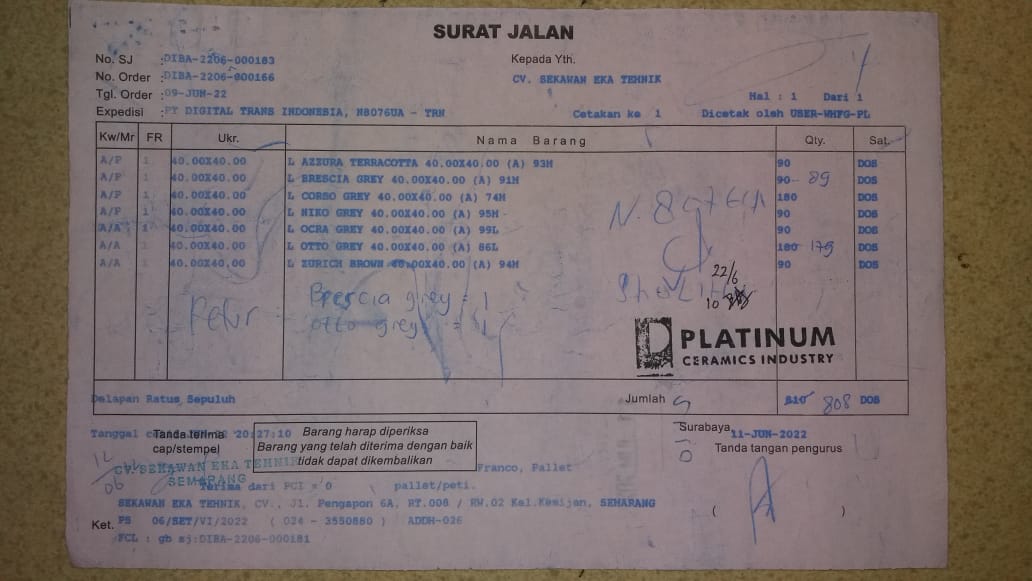 SURAT JALAN
No. SJ :DIBA-2206-000183
Kepada Yth.
No. Order :DIBA-2206-000166
CV. SEKAWAN EKA TEHNIK
Tgl. Order :09-JUN-22
Hal : 1 Dari 1
Expedisi :PT DIGITAL TRANS INDONESIA, N8076UA - TRN
Cetakan ke 1 Dicetak oleh UBER-WHFG-PL
Kw/Mr FR Ukr. Nama Barang Qty. Sat.
A/P 1 40.00X40.00 L AZZURA TERRACOTTA 40.00X40.00 (A) 93H 90 DOS
A/P 1 40.00X40.00 L BRESCIA GREY 40.00X40.00 (A) 91H 90 89 DOS
A/P 1 40.00X40.00 L CORSO GREY 40.00X40.00 (A) 74H 180 DOS
A/P 1 40.00X40.00 L NIKO GREY 40.00X40.00 (A) 95H 90 DOS
A/A 1 40.00X40.00 L OCRA GREY 40.00X40.00 (A) 99L 90 DOS
A/A 1 40.00X40.00 L OTTO GREY 40.00X40.00 (A) 86L 180 179 DOS
A/A 1 40.00X40.00 L ZURICH BROWN 40.00X40.00 (A) 94H 90 DOS
22/6
Brescia grey = 1
otto grey = 1
10
PLATINUM
CERAMICS INDUSTRY
Delapan Ratus Sepuluh
Jumlah 810 808 DOS
Tanggal 20:27:10
Tanda terima
cap/stempel
Barang harap diperiksa
Barang yang telah diterima dengan baik
tidak dapat dikembalikan
Surabaya, 11-JUN-2022
Tanda tangan pengurus
12
06
CV. SEKAWAN EKA TEHNIK
SEMARANG
Franco, Pallet
Terima dari PCI = 0 pallet/peti.
SEKAWAN EKA TEHNIK, CV., Jl. Pengapon 6A, RT.008 / RW.02 Kel.Kemijan, SEMARANG
Ket. PS 06/SET/VI/2022 ( 024 - 3550880 ) ADDH-026
( )
FCL : gb sj:DIBA-2206-000181